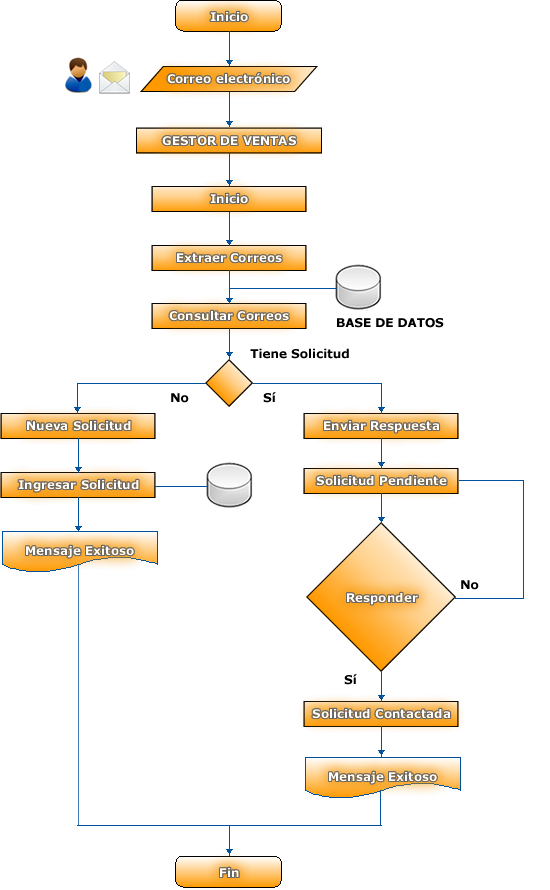 Inicio
Correo electrónico
GESTOR DE VENTAS
Inicio
Extraer Correos
BASE DE DATOS
Consultar Correos
Tiene Solicitud
No
Sí
Nueva Solicitud
Enviar Respuesta
Ingresar Solicitud
Solicitud Pendiente
Mensaje Exitoso
Responder
No
Sí
Solicitud Contactada
Mensaje Exitoso
Fin